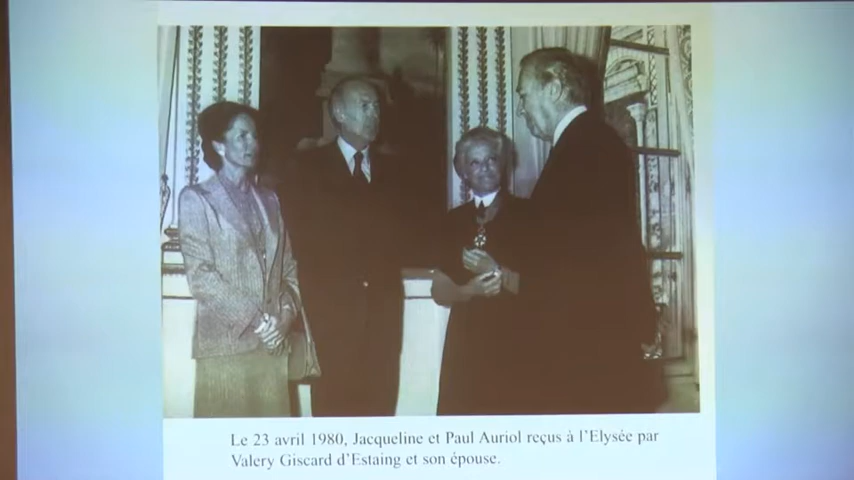 Le 23 avril 1980, Jacqueline et Paul Auriol reçus à l'Elysée par
Valery Giscard d'Estaing et son épouse.